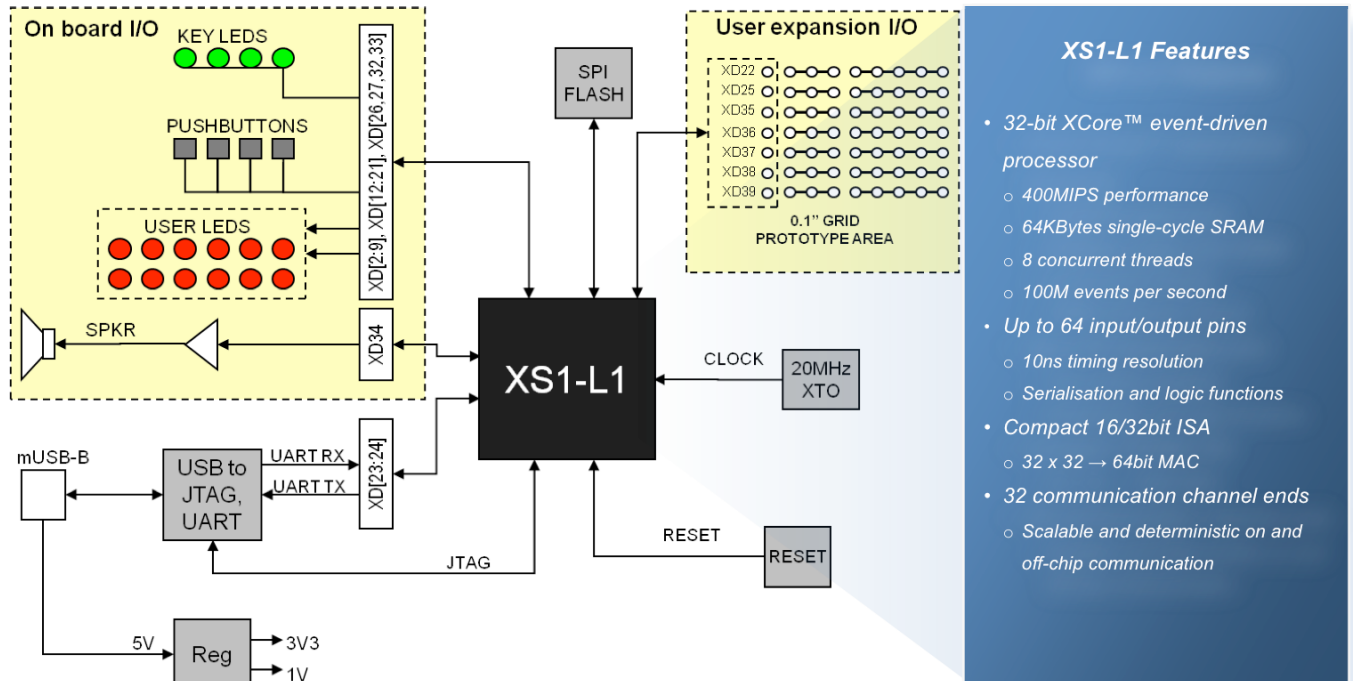 On board I/O
KEY LEDS
PUSHBUTTONS
USER LEDS
SPKR
XD[2:9], XD[12:21], XD[26,27,32,33]
XD34
SPI
FLASH
User expansion I/O
XD22
XD25
XD35
XD36
XD37
XD38
XD39
0.1" GRID
PROTOTYPE AREA
XS1-L1
CLOCK
20MHz
XTO
mUSB-B
USB to
JTAG,
UART
UART RX
UART TX
XD[23:24]
JTAG
RESET
RESET
5V
Reg
3V3
1V
XS1-L1 Features
• 32-bit XCore™ event-driven
processor
o 400MIPS performance
o 64KBytes single-cycle SRAM
o 8 concurrent threads
o 100M events per second
• Up to 64 input/output pins
o 10ns timing resolution
o Serialisation and logic functions
• Compact 16/32bit ISA
o 32 x 32 → 64bit MAC
• 32 communication channel ends
o Scalable and deterministic on and
off-chip communication